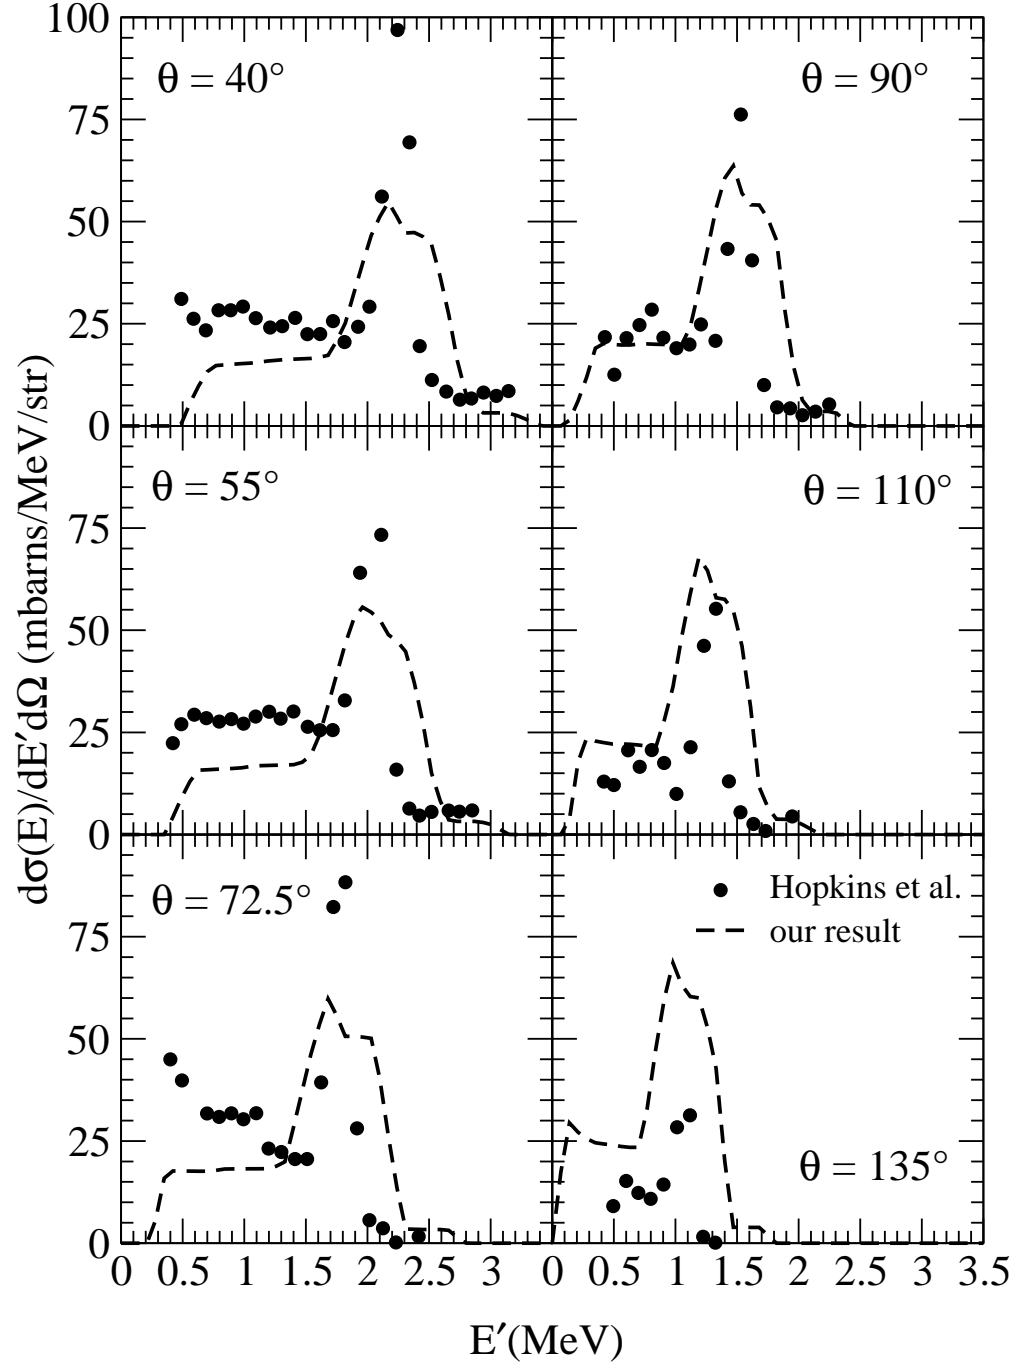 100
θ = 40°
θ = 90°
75
50
25
0
θ = 55°
θ = 110°
75
50
25
0
dσ(E)/dE′dΩ (mbarns/MeV/str)
θ = 72.5°
Hopkins et al.
our result
75
50
25
θ = 135°
0
0 0.5 1 1.5 2 2.5 3 0 0.5 1 1.5 2 2.5 3 3.5
E′(MeV)